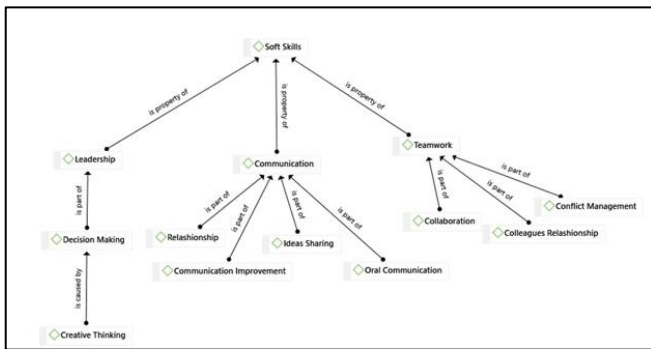 Soft Skills
is property of
is property of
is property of
Leadership
Communication
Teamwork
is part of
is part of
is part of
is part of
is part of
is part of
is part of
is part of
Decision Making
Relashionship
Ideas Sharing
Collaboration
Conflict Management
Colleagues Relashionship
Communication Improvement
Oral Communication
is caused by
Creative Thinking